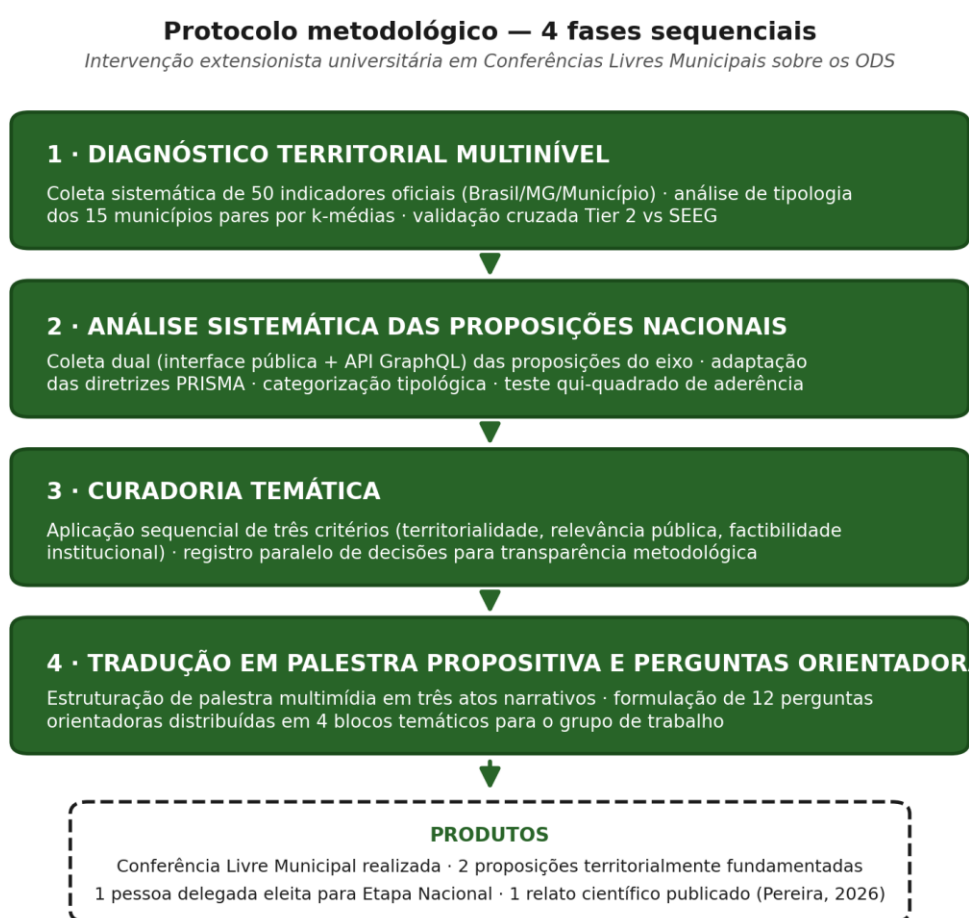 Protocolo metodológico — 4 fases sequenciais
Intervenção extensionista universitária em Conferências Livres Municipais sobre os ODS
1 · DIAGNÓSTICO TERRITORIAL MULTINÍVEL
Coleta sistemática de 50 indicadores oficiais (Brasil/MG/Município) · análise de tipologia
dos 15 municípios pares por k-médias · validação cruzada Tier 2 vs SEEG
2 · ANÁLISE SISTEMÁTICA DAS PROPOSIÇÕES NACIONAIS
Coleta dual (interface pública + API GraphQL) das proposições do eixo · adaptação
das diretrizes PRISMA · categorização tipológica · teste qui-quadrado de aderência
3 · CURADORIA TEMÁTICA
Aplicação sequencial de três critérios (territorialidade, relevância pública, factibilidade
institucional) · registro paralelo de decisões para transparência metodológica
4 · TRADUÇÃO EM PALESTRA PROPOSITIVA E PERGUNTAS ORIENTADORA
Estruturação de palestra multimídia em três atos narrativos · formulação de 12 perguntas
orientadoras distribuídas em 4 blocos temáticos para o grupo de trabalho
PRODUTOS
Conferência Livre Municipal realizada · 2 proposições territorialmente fundamentadas
1 pessoa delegada eleita para Etapa Nacional · 1 relato científico publicado (Pereira, 2026)